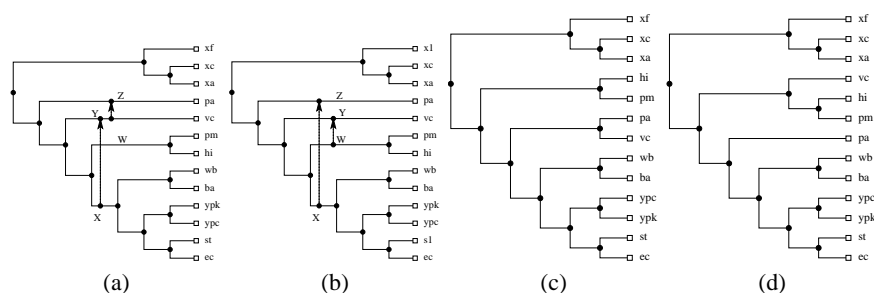 xf
xc
xa
pa
Z
Y
vc
W
pm
hi
wb
ba
X
ypk
ypc
st
ec
(a)
x1
xc
xa
pa
Z
Y
vc
W
pm
hi
wb
ba
X
ypk
ypc
s1
ec
(b)
xf
xc
xa
hi
pm
pa
vc
wb
ba
ypc
ypk
st
ec
(c)
xf
xc
xa
vc
hi
pm
pa
wb
ba
ypc
ypk
st
ec
(d)